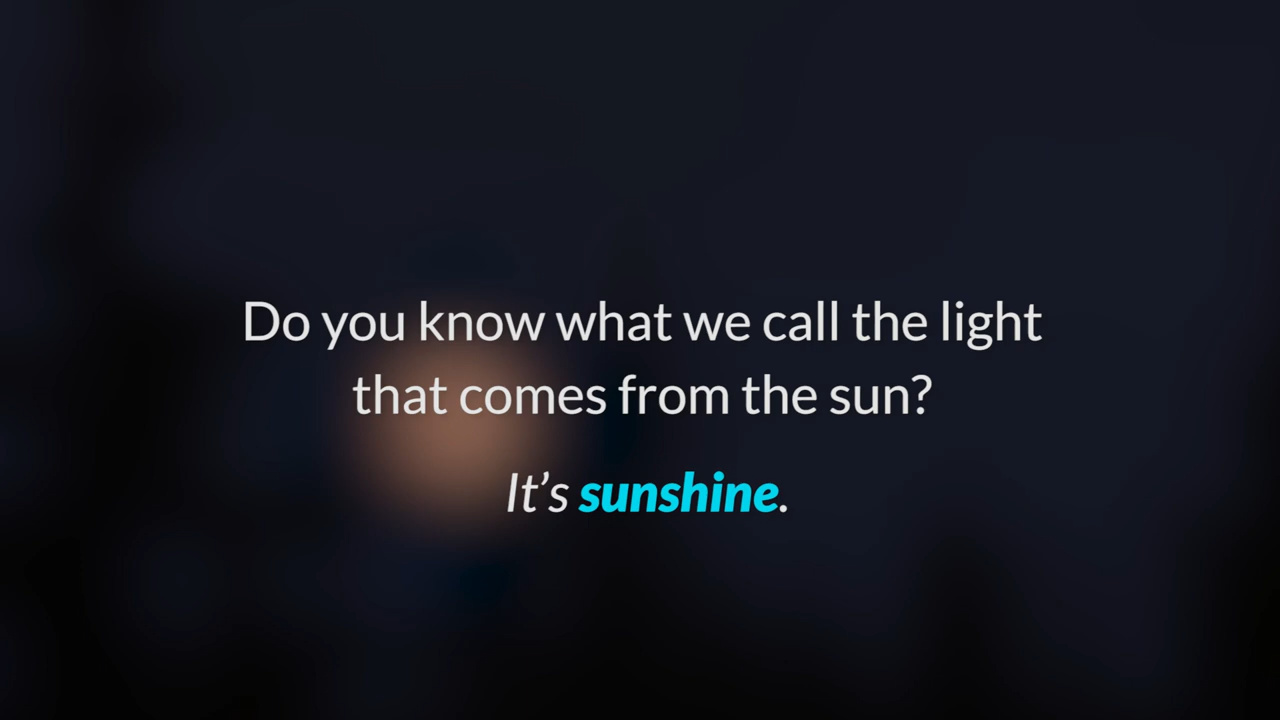 Do you know what we call the light
that comes from the sun?
It’s sunshine.